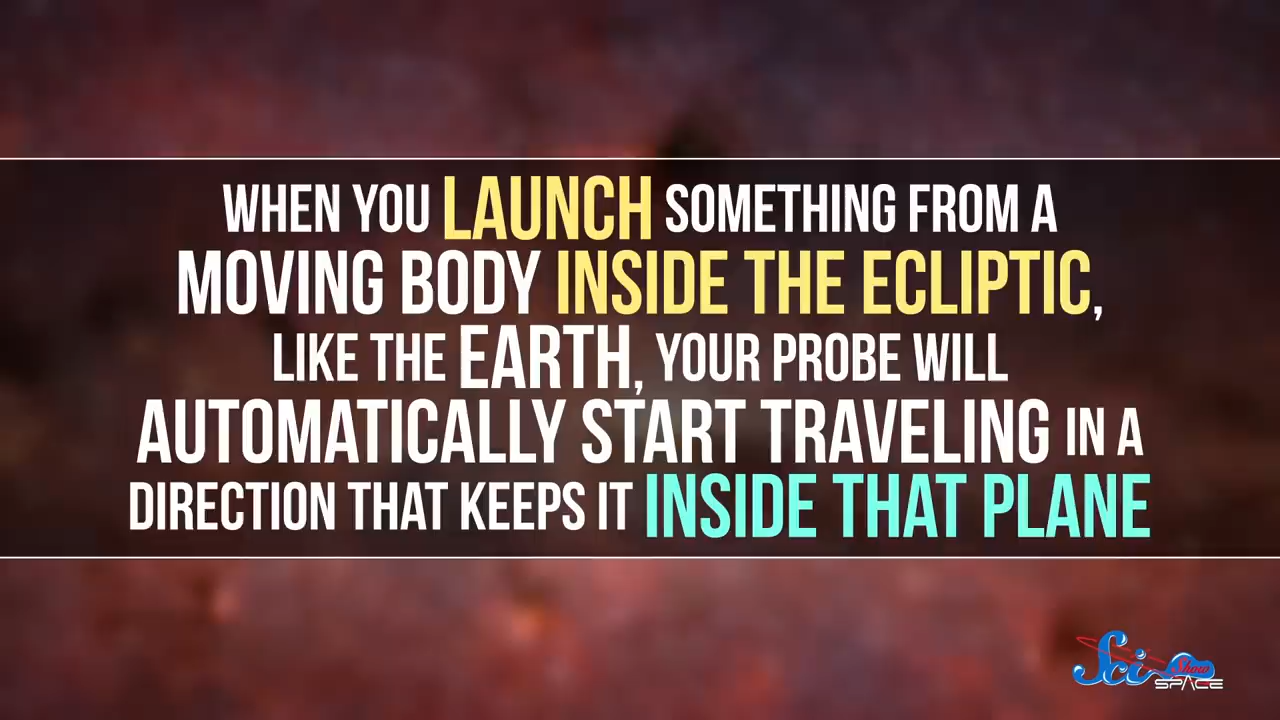 WHEN YOU LAUNCH SOMETHING FROM A
MOVING BODY INSIDE THE ECLIPTIC,
LIKE THE EARTH, YOUR PROBE WILL
AUTOMATICALLY START TRAVELING IN A
DIRECTION THAT KEEPS IT INSIDE THAT PLANE
Sci Show
SPACE